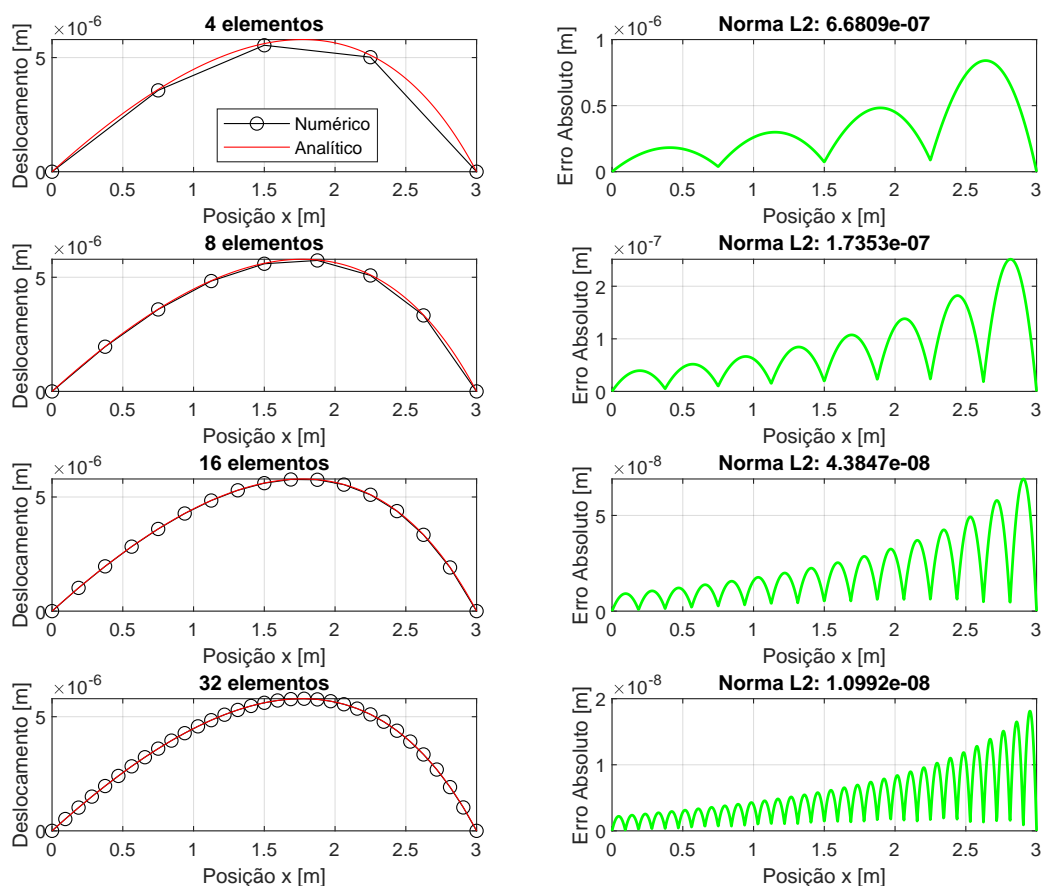 ×10⁻⁶
4 elementos
Deslocamento [m]
5
0
Numérico
Analítico
0 0.5 1 1.5 2 2.5 3
Posição x [m]
×10⁻⁶
Norma L2: 6.6809e-07
Erro Absoluto [m]
1
0.5
0
0 0.5 1 1.5 2 2.5 3
Posição x [m]
×10⁻⁶
8 elementos
Deslocamento [m]
5
0
0 0.5 1 1.5 2 2.5 3
Posição x [m]
×10⁻⁷
Norma L2: 1.7353e-07
Erro Absoluto [m]
2
1
0
0 0.5 1 1.5 2 2.5 3
Posição x [m]
×10⁻⁶
16 elementos
Deslocamento [m]
5
0
0 0.5 1 1.5 2 2.5 3
Posição x [m]
×10⁻⁸
Norma L2: 4.3847e-08
Erro Absoluto [m]
5
0
0 0.5 1 1.5 2 2.5 3
Posição x [m]
×10⁻⁶
32 elementos
Deslocamento [m]
5
0
0 0.5 1 1.5 2 2.5 3
Posição x [m]
×10⁻⁸
Norma L2: 1.0992e-08
Erro Absoluto [m]
2
1
0
0 0.5 1 1.5 2 2.5 3
Posição x [m]